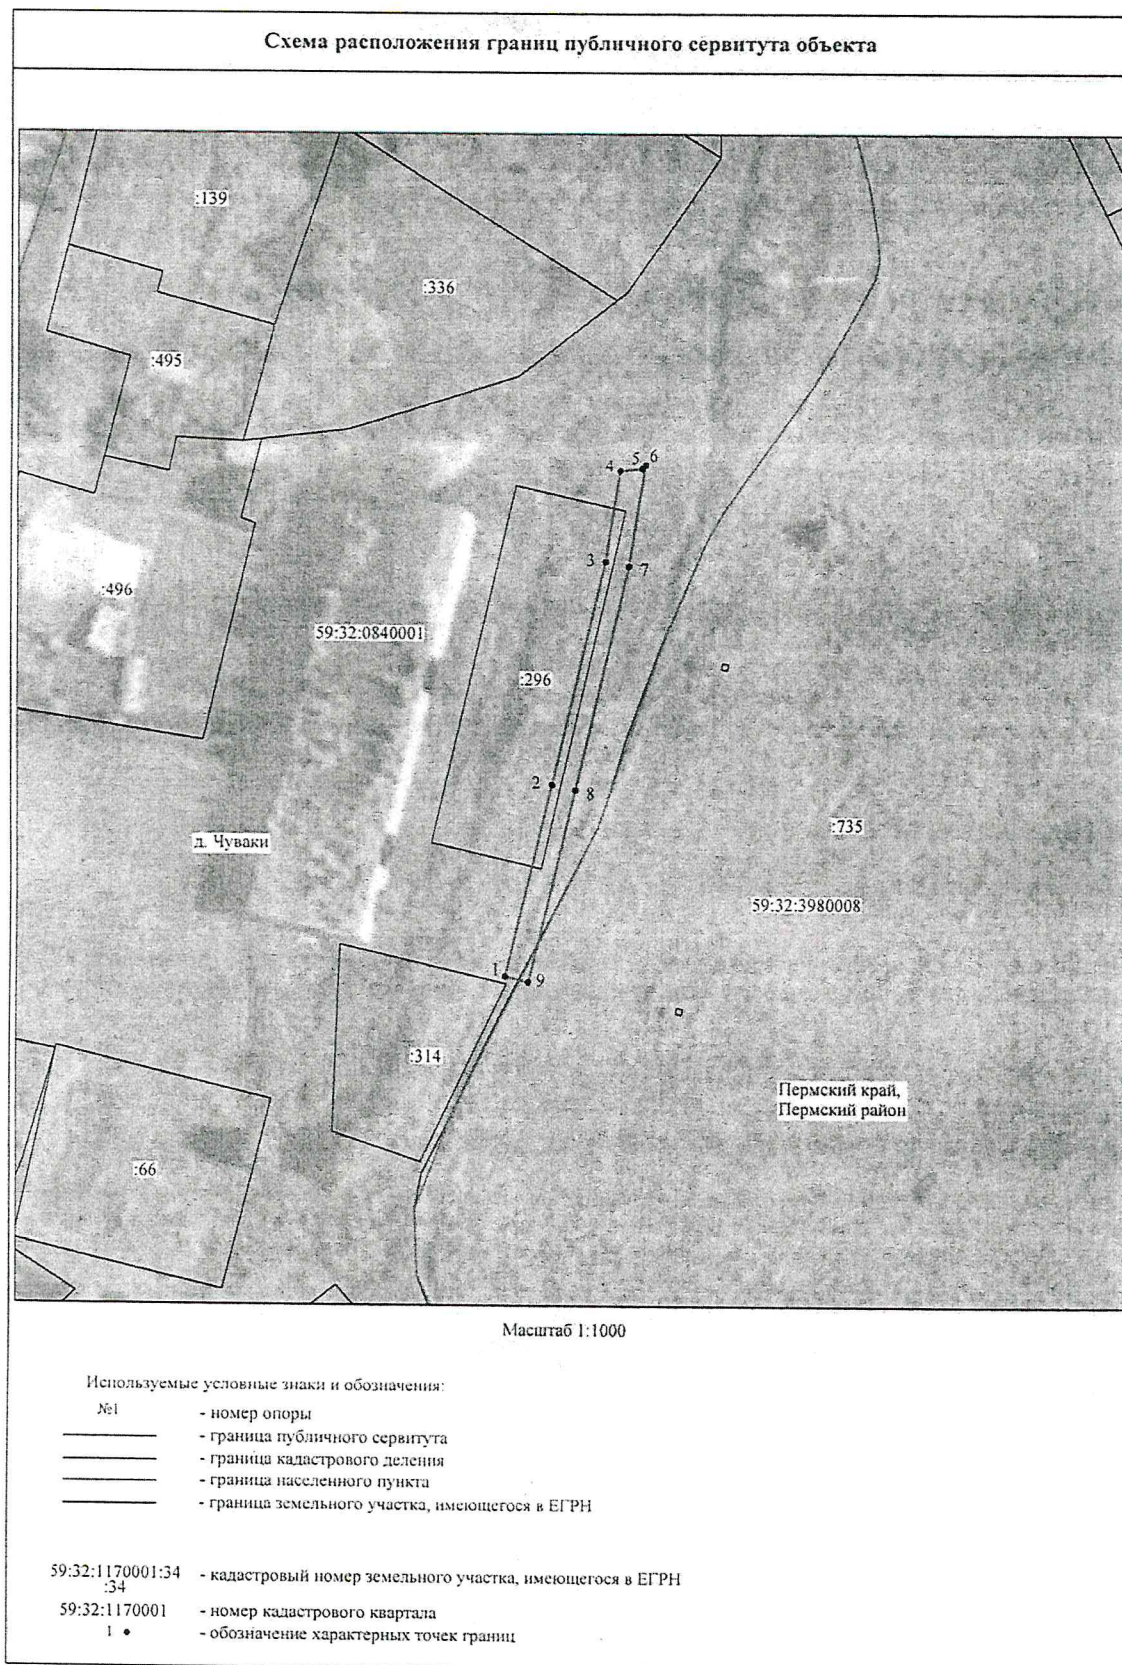 Схема расположения границ публичного сервитута объекта
:139
:336
:495
4
5
6
3
7
:496
59:32:0840001
:296
2
8
:735
д. Чуваки
59:32:3980008
1
9
:314
Пермский край,
Пермский район
:66
Масштаб 1:1000
Используемые условные знаки и обозначения:
№1 - номер опоры
- граница публичного сервитута
- граница кадастрового деления
- граница населенного пункта
- граница земельного участка, имеющегося в ЕГРН
59:32:1170001:34
:34
- кадастровый номер земельного участка, имеющегося в ЕГРН
59:32:1170001 - номер кадастрового квартала
1 - обозначение характерных точек границ